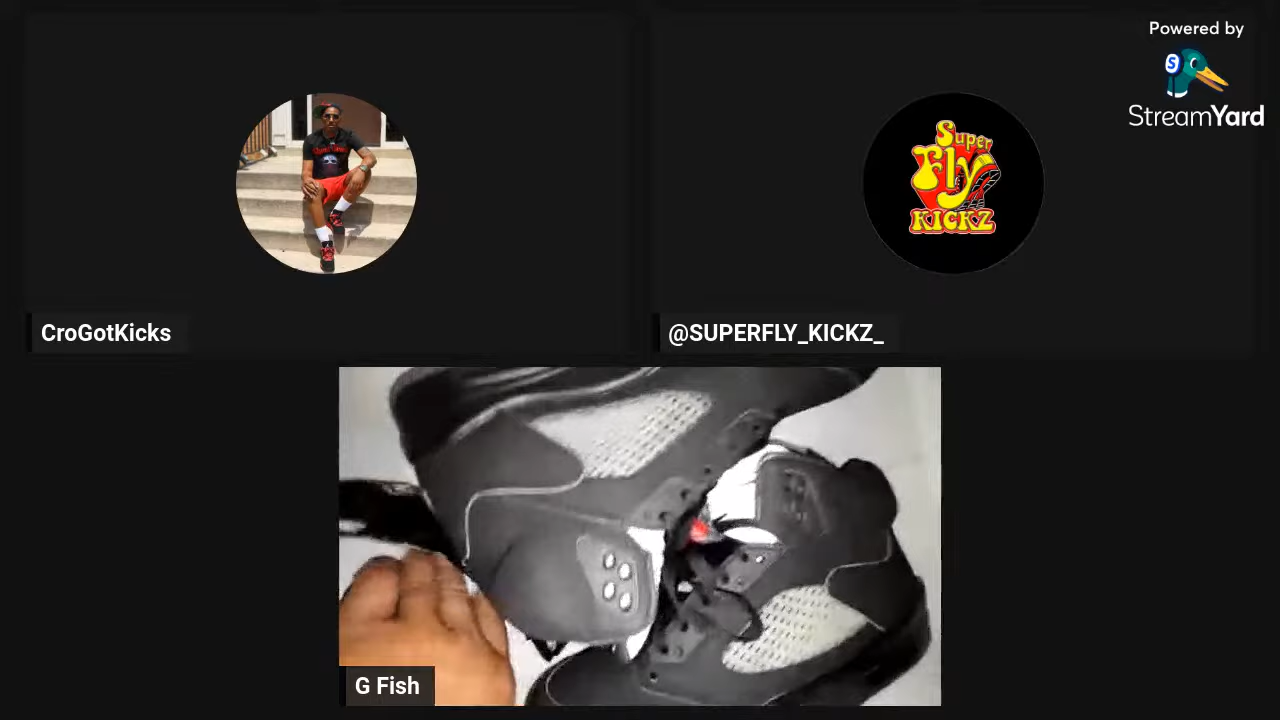 Powered by
S
StreamYard
Super
Fly
KICKZ
CroGotKicks
@SUPERFLY_KICKZ_
G Fish